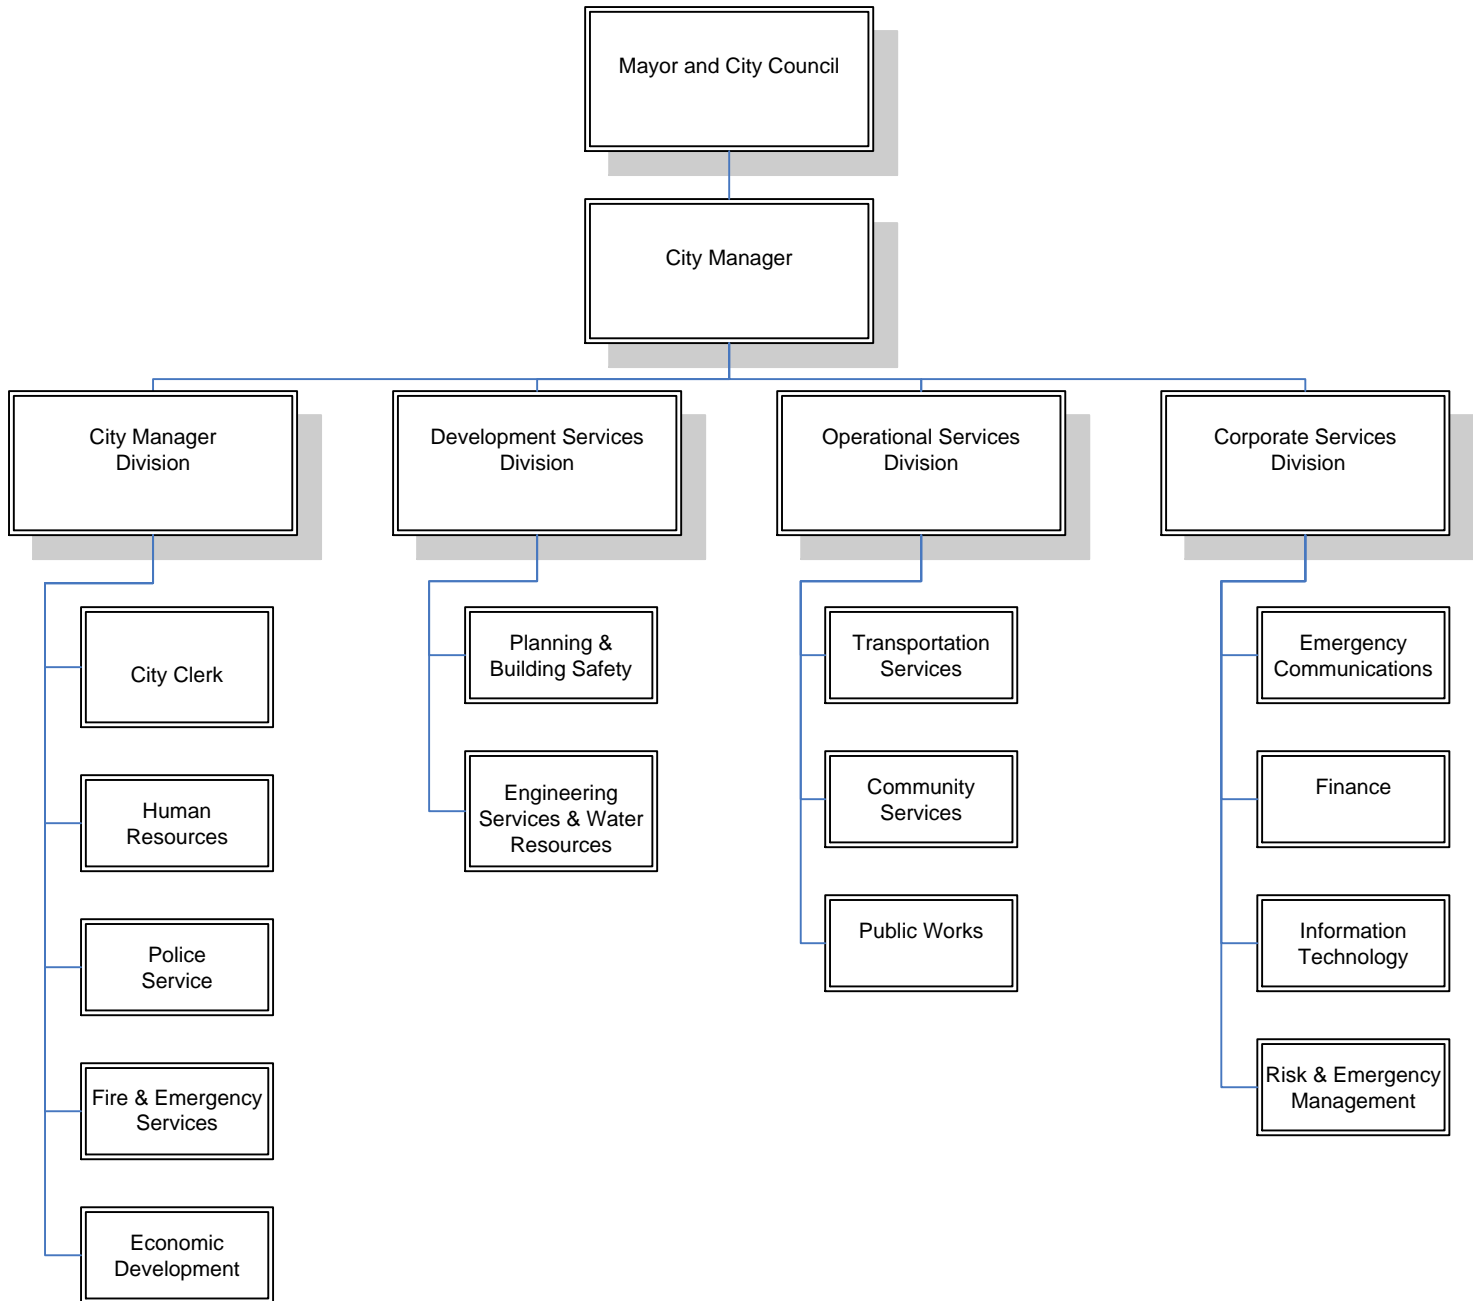 Mayor and City Council
City Manager
City Manager
Division
Development Services
Division
Operational Services
Division
Corporate Services
Division
City Clerk
Human
Resources
Police
Service
Fire & Emergency
Services
Economic
Development
Planning &
Building Safety
Engineering
Services & Water
Resources
Transportation
Services
Community
Services
Public Works
Emergency
Communications
Finance
Information
Technology
Risk & Emergency
Management